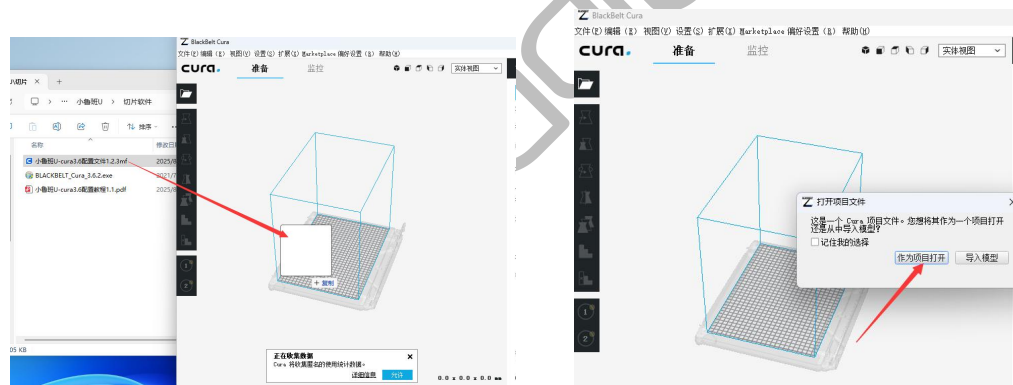 BlackBelt Cura
文件(F) 编辑(E) 视图(V) 设置(S) 扩展(X) Marketplace 偏好设置(R) 帮助(H)
cura.
准备
监控
实体视图
小鲁班U
切片软件
排序
名称
修改日期
小鲁班U-cura3.6配置文件1.2.3mf
2025/8
BLACKBELT_Cura_3.6.2.exe
2021/7
小鲁班U-cura3.6配置教程1.1.pdf
2025/8
+ 复制
1
2
正在收集数据
Cura 将收集匿名的使用统计数据。
详细信息
允许
0.0 x 0.0 x 0.0 mm
BlackBelt Cura
文件(F) 编辑(E) 视图(V) 设置(S) 扩展(X) Marketplace 偏好设置(R) 帮助(H)
cura.
准备
监控
实体视图
打开项目文件
这是一个 Cura 项目文件。您想将其作为一个项目打开
还是从中导入模型?
记住我的选择
作为项目打开
导入模型
1
2